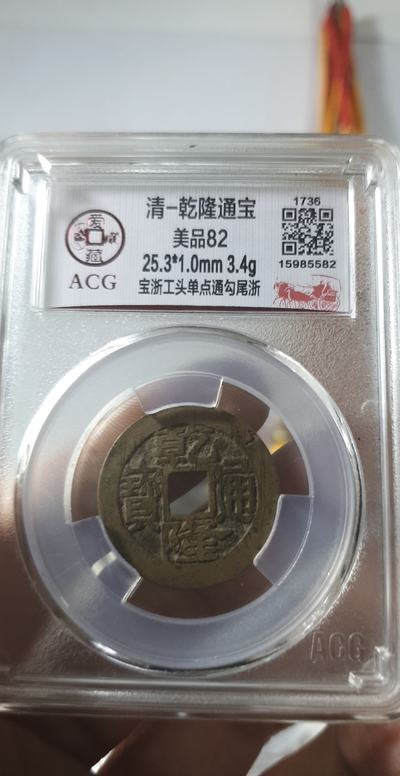 清-乾隆通宝
美品82
25.3*1.0mm 3.4g
宝浙工头单点通勾尾浙
1736
15985582
爱藏
ACG
乾隆通寶
ACG